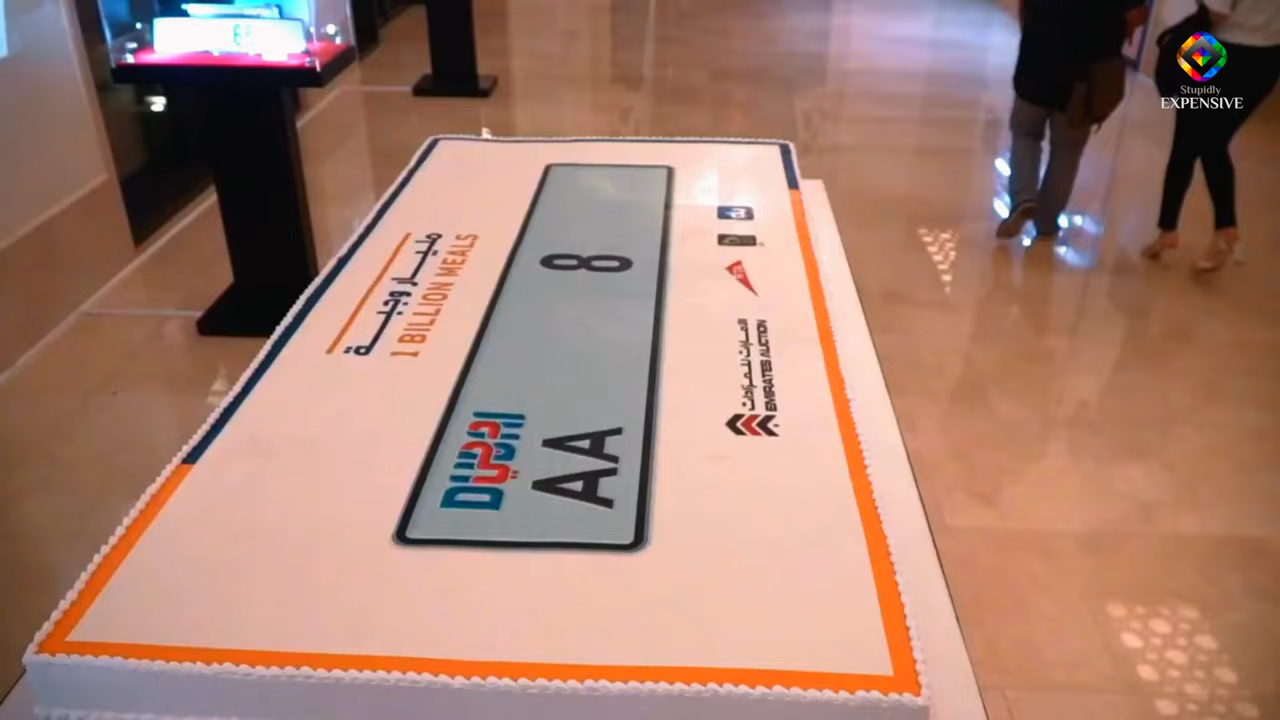 Stupidly
EXPENSIVE
مليار وجبة
1 BILLION MEALS
DUBAI
دبي
AA 8
الإمارات للمزادات
EMIRATES AUCTION